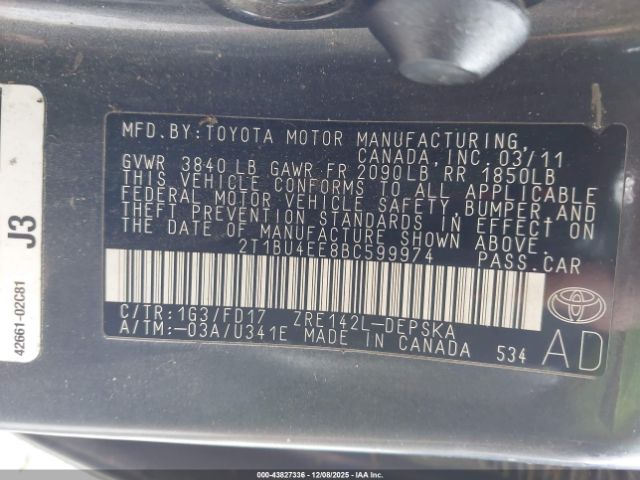 MFD.BY:TOYOTA MOTOR MANUFACTURING,
CANADA, INC. 03/11
GVWR 3840 LB GAWR FR 2090LB RR 1850LB
THIS VEHICLE CONFORMS TO ALL APPLICABLE
FEDERAL MOTOR VEHICLE SAFETY, BUMPER, AND
THEFT PREVENTION STANDARDS IN EFFECT ON
THE DATE OF MANUFACTURE SHOWN ABOVE.
2T1BU4EE8BC599974 PASS.CAR
C/TR:1G3/FD17 ZRE142L-DEPSKA
A/TM:-03A/U341E MADE IN CANADA 534
AD
J3
42661-02C81
000-43827336 - 12/08/2025 - IAAI.CA